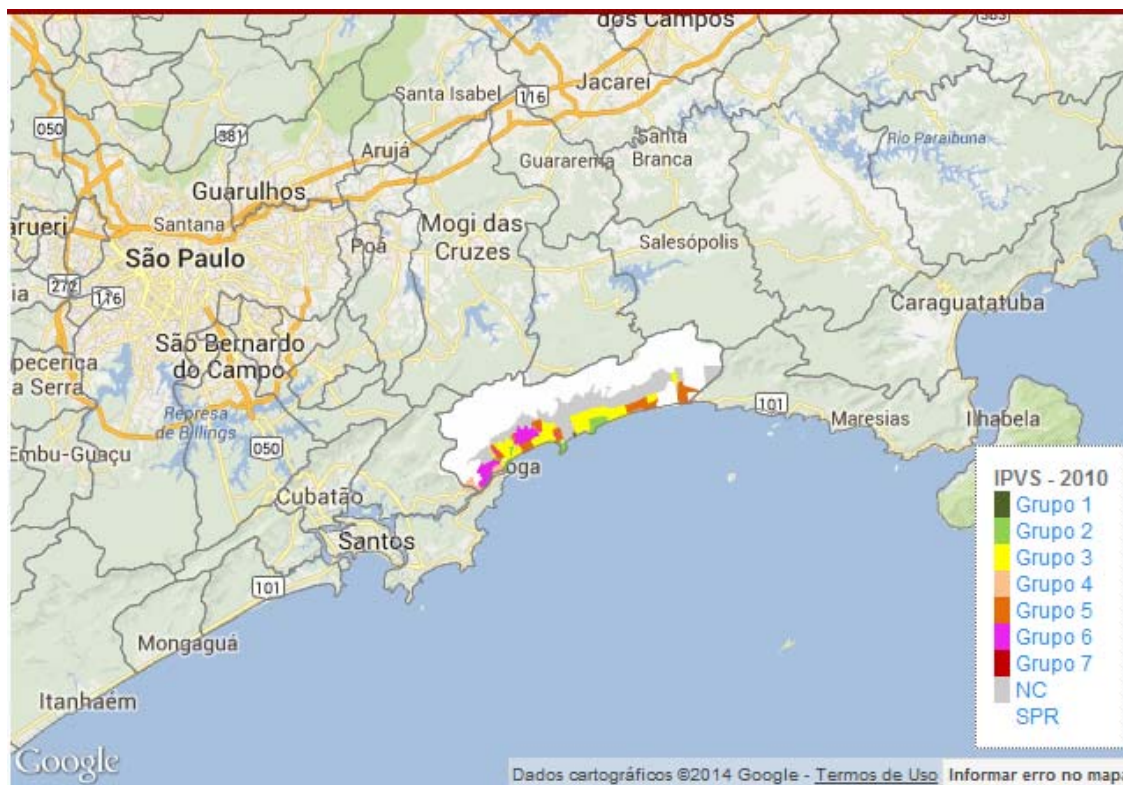 dos Campos
383
Jacareí
Santa Isabel
116
050
381
Rio Paraibuna
Santa
Branca
Arujá
Guararema
Guarulhos
arueri
Santana
Mogi das
Cruzes
Poá
Salesópolis
São Paulo
272
116
ia
Caraguatatuba
São Bernardo
do Campo
pecerica
a Serra
101
Maresias
Ilhabela
Represa
de Billings
050
Embu-Guaçu
oga
Cubatão
Santos
101
Mongaguá
Itanhaém
IPVS - 2010
Grupo 1
Grupo 2
Grupo 3
Grupo 4
Grupo 5
Grupo 6
Grupo 7
NC
SPR
Google
Dados cartográficos ©2014 Google - Termos de Uso
Informar erro no mapa